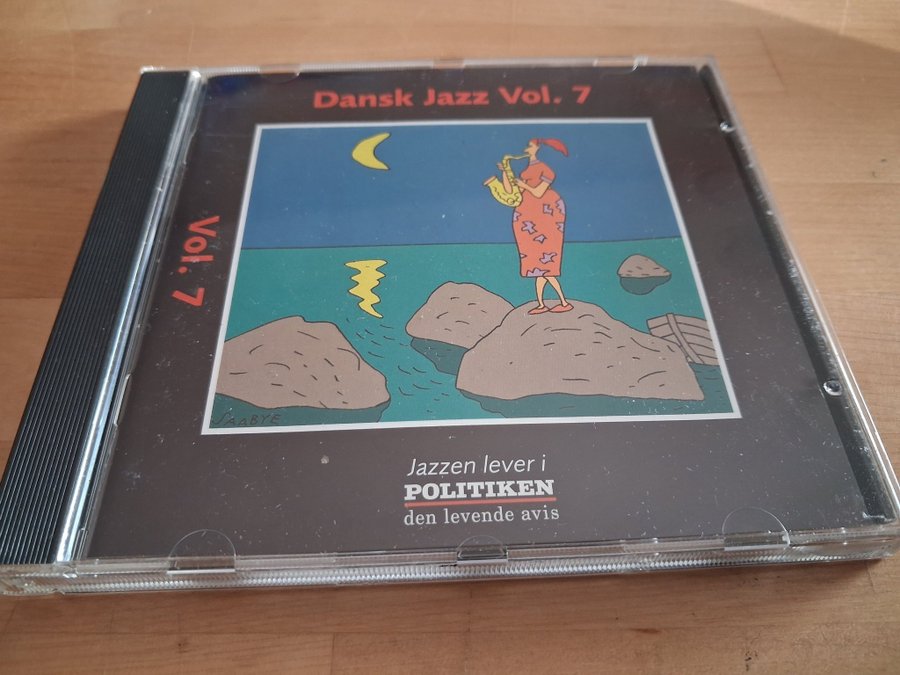 Dansk Jazz Vol. 7
Vol. 7
SAABYE
Jazzen lever i
POLITIKEN
den levende avis